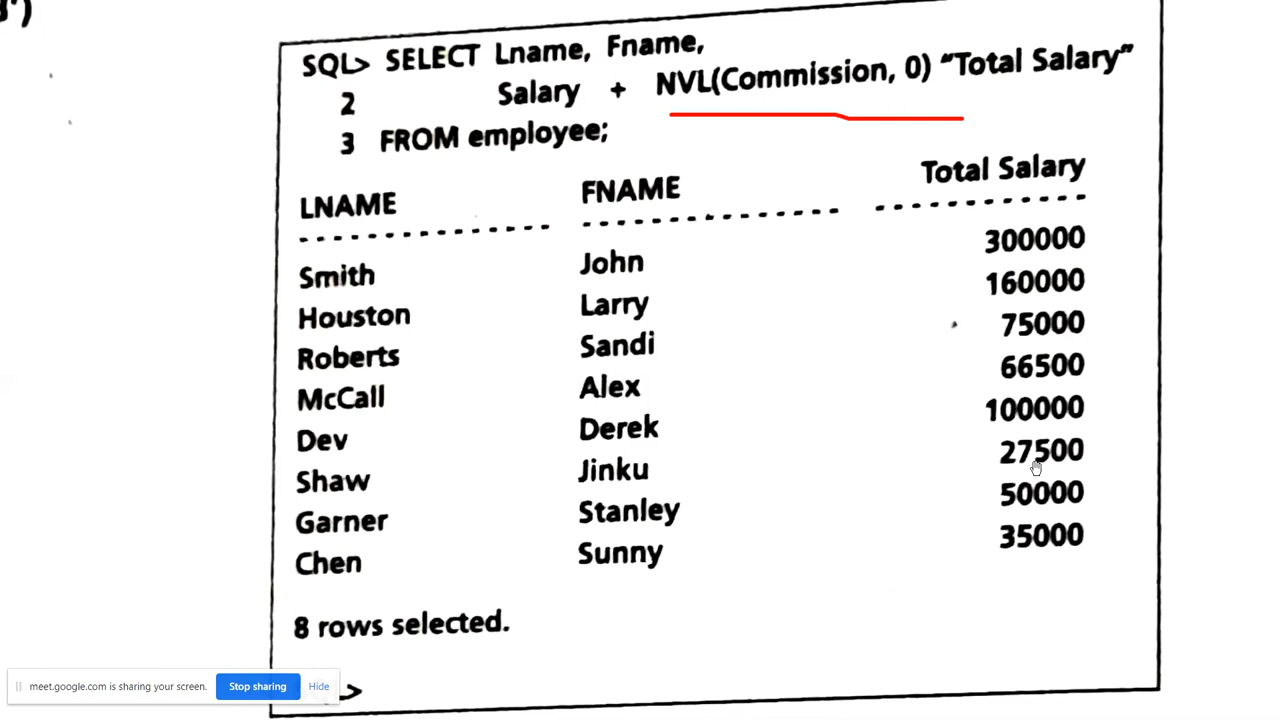 SQL> SELECT Lname, Fname,
2 Salary + NVL(Commission, 0) “Total Salary”
3 FROM employee;
LNAME FNAME Total Salary
Smith John 300000
Houston Larry 160000
Roberts Sandi 75000
McCall Alex 66500
Dev Derek 100000
Shaw Jinku 27500
Garner Stanley 50000
Chen Sunny 35000
8 rows selected.
meet.google.com is sharing your screen. Stop sharing Hide
>